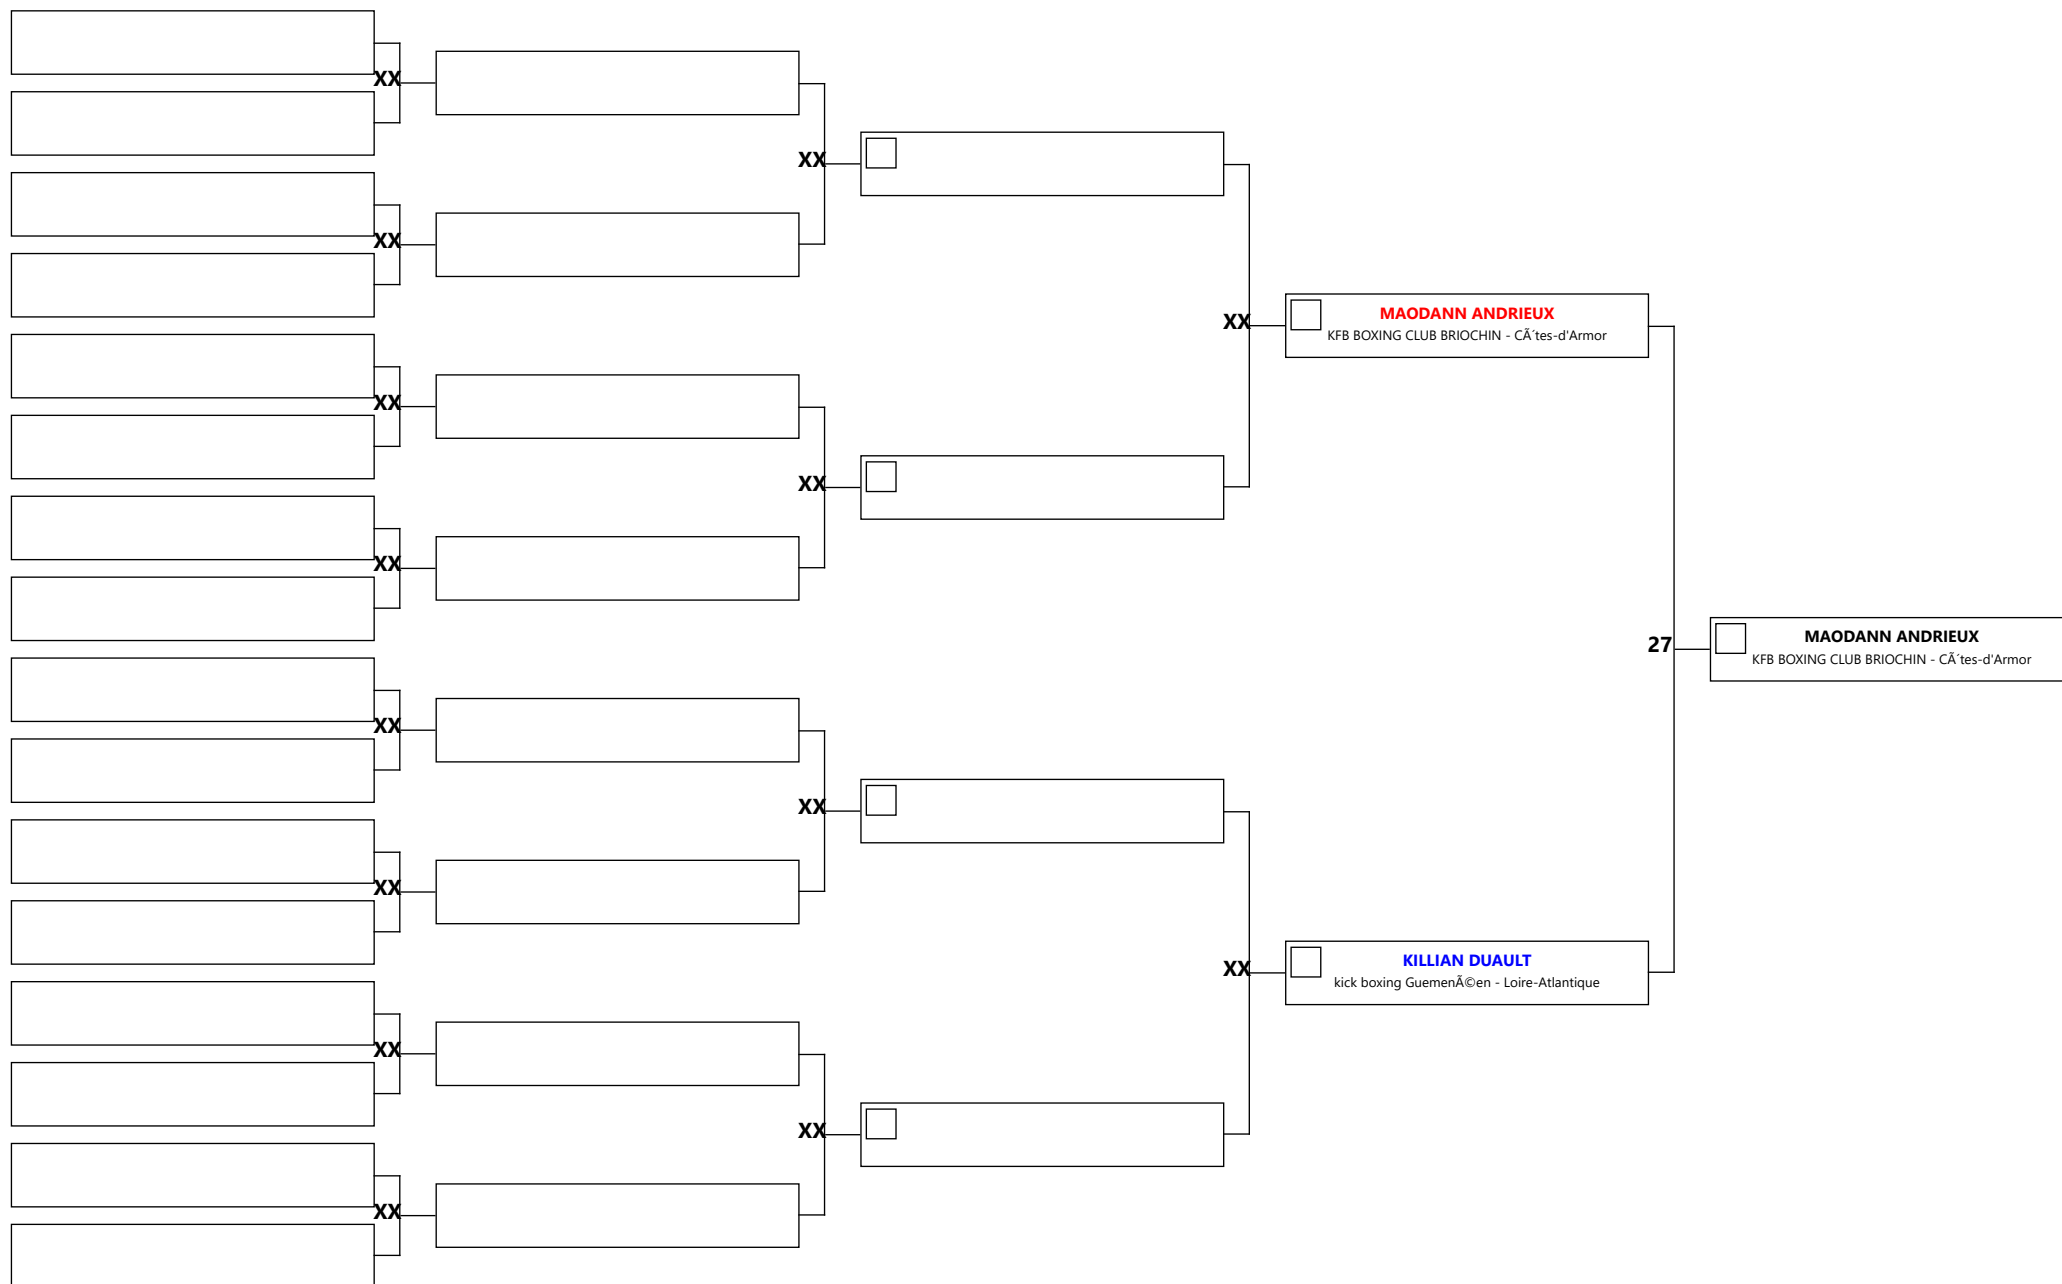 XX
XX
XX
XX
MAODANN ANDRIEUX
KFB BOXING CLUB BRIOCHIN - CÃ´tes-d'Armor
XX
XX
XX
XX
27
MAODANN ANDRIEUX
KFB BOXING CLUB BRIOCHIN - CÃ´tes-d'Armor
XX
XX
XX
KILLIAN DUAULT
kick boxing GuemenÃ©en - Loire-Atlantique
XX
XX
XX
XX